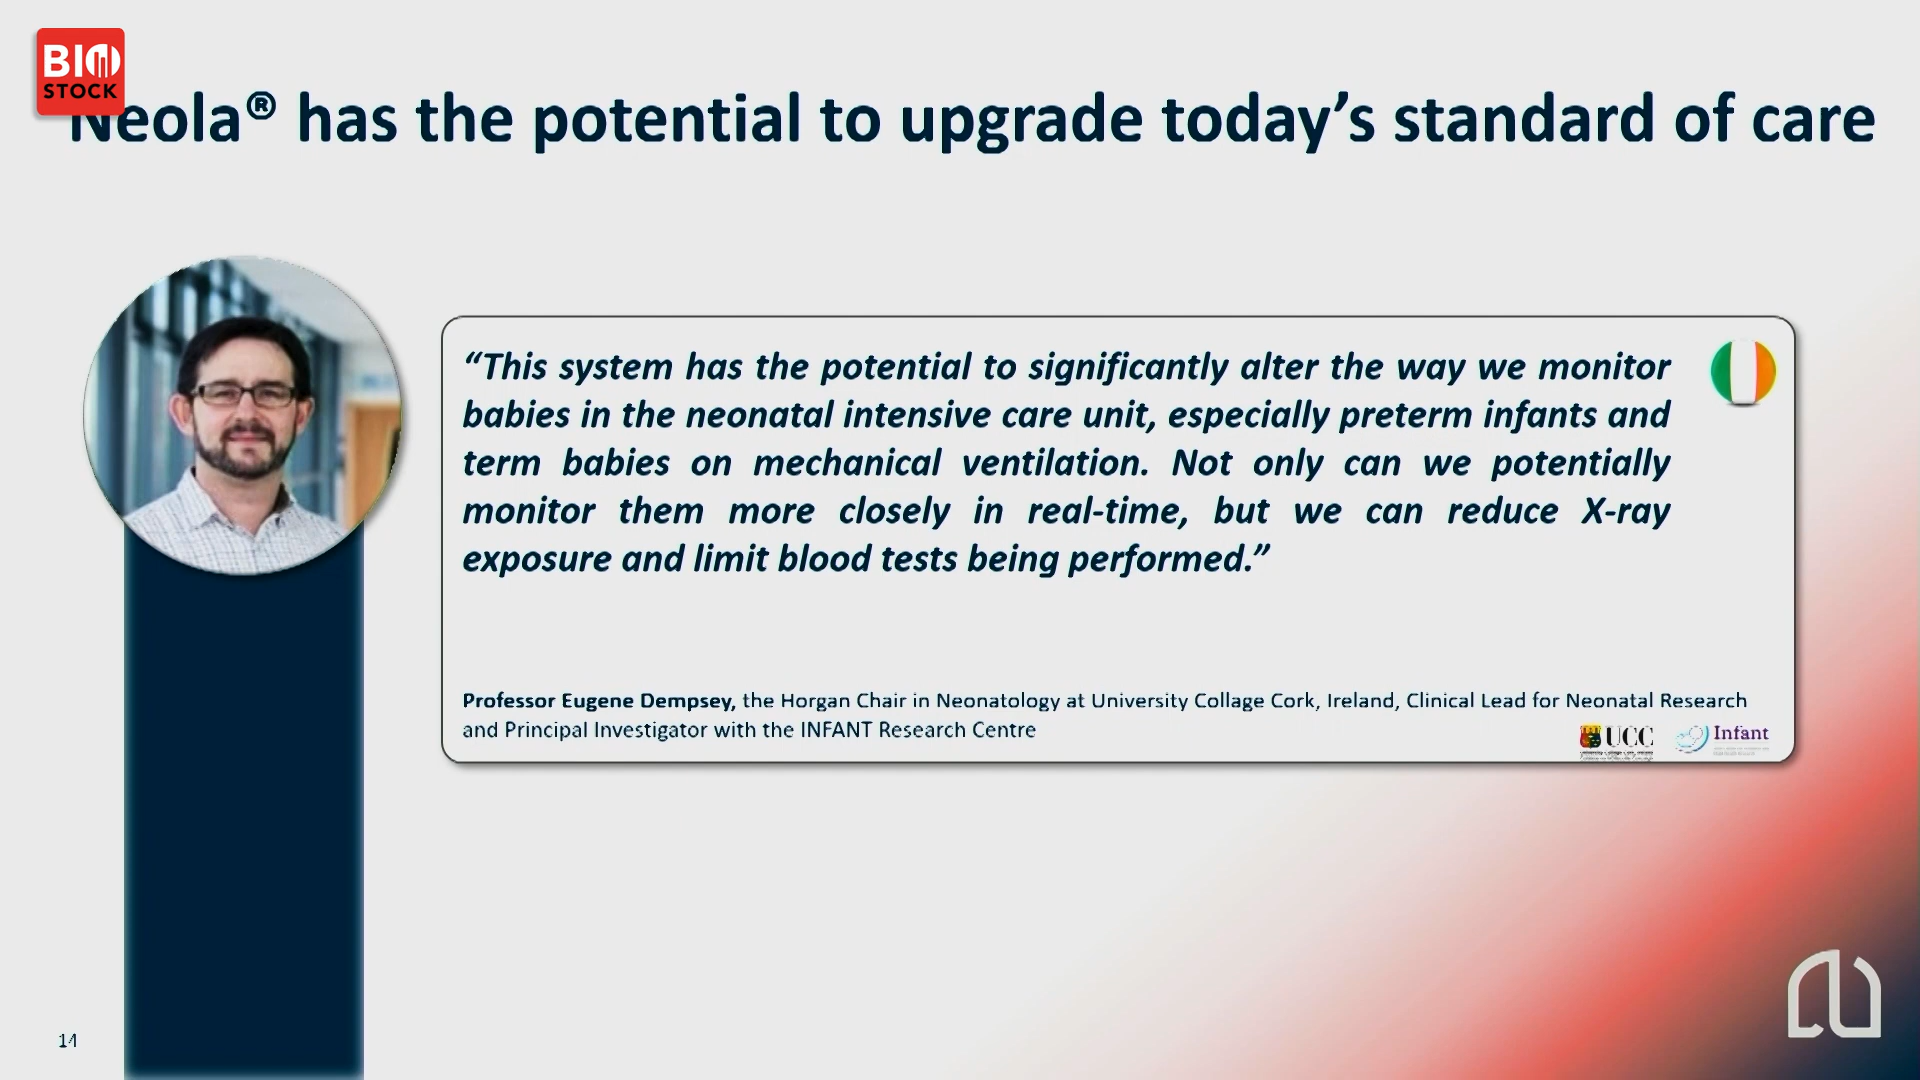 BIO
STOCK
Neola® has the potential to upgrade today’s standard of care
“This system has the potential to significantly alter the way we monitor
babies in the neonatal intensive care unit, especially preterm infants and
term babies on mechanical ventilation. Not only can we potentially
monitor them more closely in real-time, but we can reduce X-ray
exposure and limit blood tests being performed.”
Professor Eugene Dempsey, the Horgan Chair in Neonatology at University Collage Cork, Ireland, Clinical Lead for Neonatal Research
and Principal Investigator with the INFANT Research Centre
UCC
Infant
14